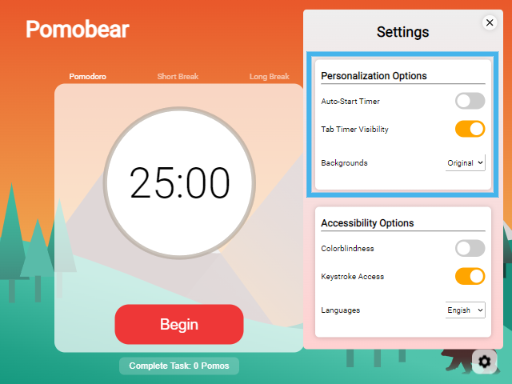 Pomobear
Pomodoro
Short Break
Long Break
25:00
Begin
Complete Task: 0 Pomos
Settings
Personalization Options
Auto-Start Timer
Tab Timer Visibility
Backgrounds
Original
Accessibility Options
Colorblindness
Keystroke Access
Languages
Engish